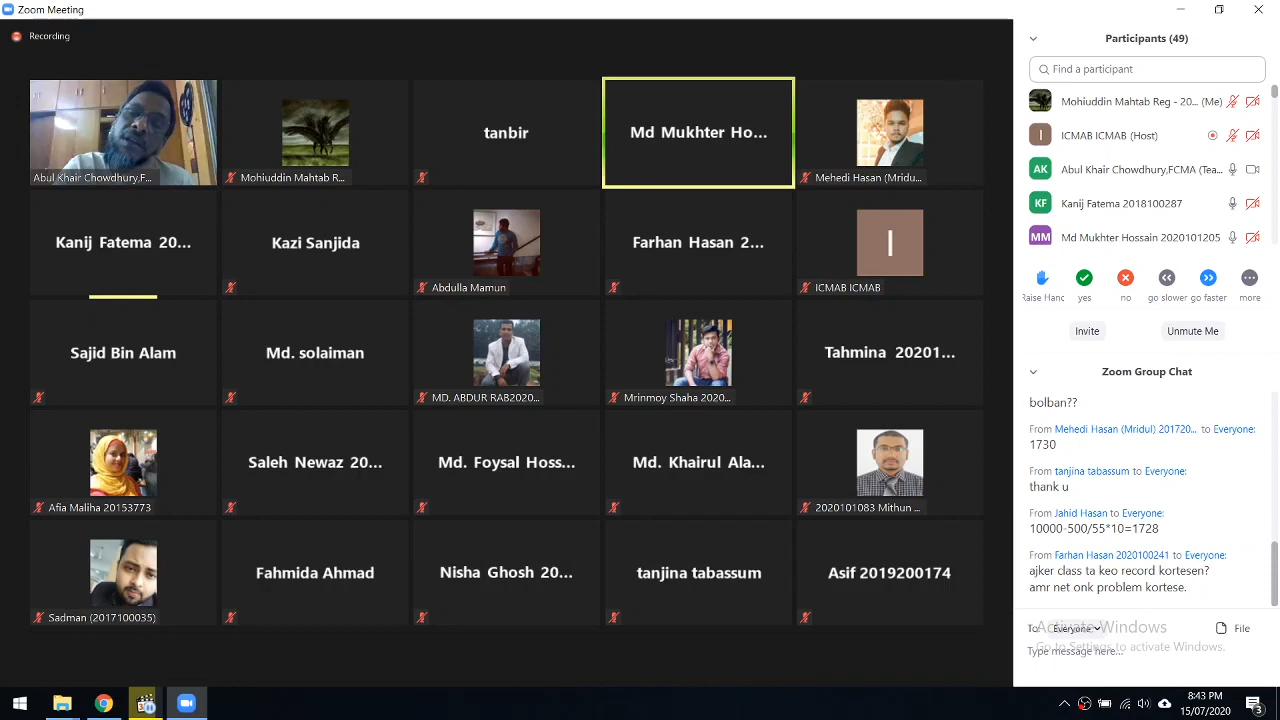 Zoom Meeting
Recording
Abul Khair Chowdhury,F...
Mohiuddin Mahtab R...
tanbir
Md Mukhter Ho...
Mehedi Hasan (Mridu...
Kanij Fatema 20...
Kazi Sanjida
Abdulla Mamun
Farhan Hasan 2...
I
ICMAB ICMAB
Sajid Bin Alam
Md. solaiman
MD. ABDUR RAB2020...
Mrinmoy Shaha 2020...
Tahmina 20201...
Afia Maliha 20153773
Saleh Newaz 20...
Md. Foysal Hoss...
Md. Khairul Ala...
2020101083 Mithun ...
Sadman (2017100035)
Fahmida Ahmad
Nisha Ghosh 20...
tanjina tabassum
Asif 2019200174
Participants (49)
Find a participant
Mohiuddin Mahtab Reg - 20... (Me)
I ICMAB ICMAB (Host)
AK Abul Khair Chowdhury,FCMA (Tea...
KF Kanij Fatema 2018100287
MM Md Mukhter Hossain 2020101205
Raise Hand yes no go slower go faster more
Invite Unmute Me
Zoom Group Chat
bolban??
From Mehedi Hasan (Mridul) 201720... to Everyone:
1730
From tanjina tabassum to Everyone:
thank u
From Jahid Hasan to Everyone:
10000-500/55*10=1728
From Farhan Hasan 2020100241 to Everyone:
ajker class ta keo record kortesen?
amr net onk problem kortese.
To: Everyone File
Activate Windows
Go to Settings to activate Windows.
Type message here...
8:43 PM
15/07/2020
3